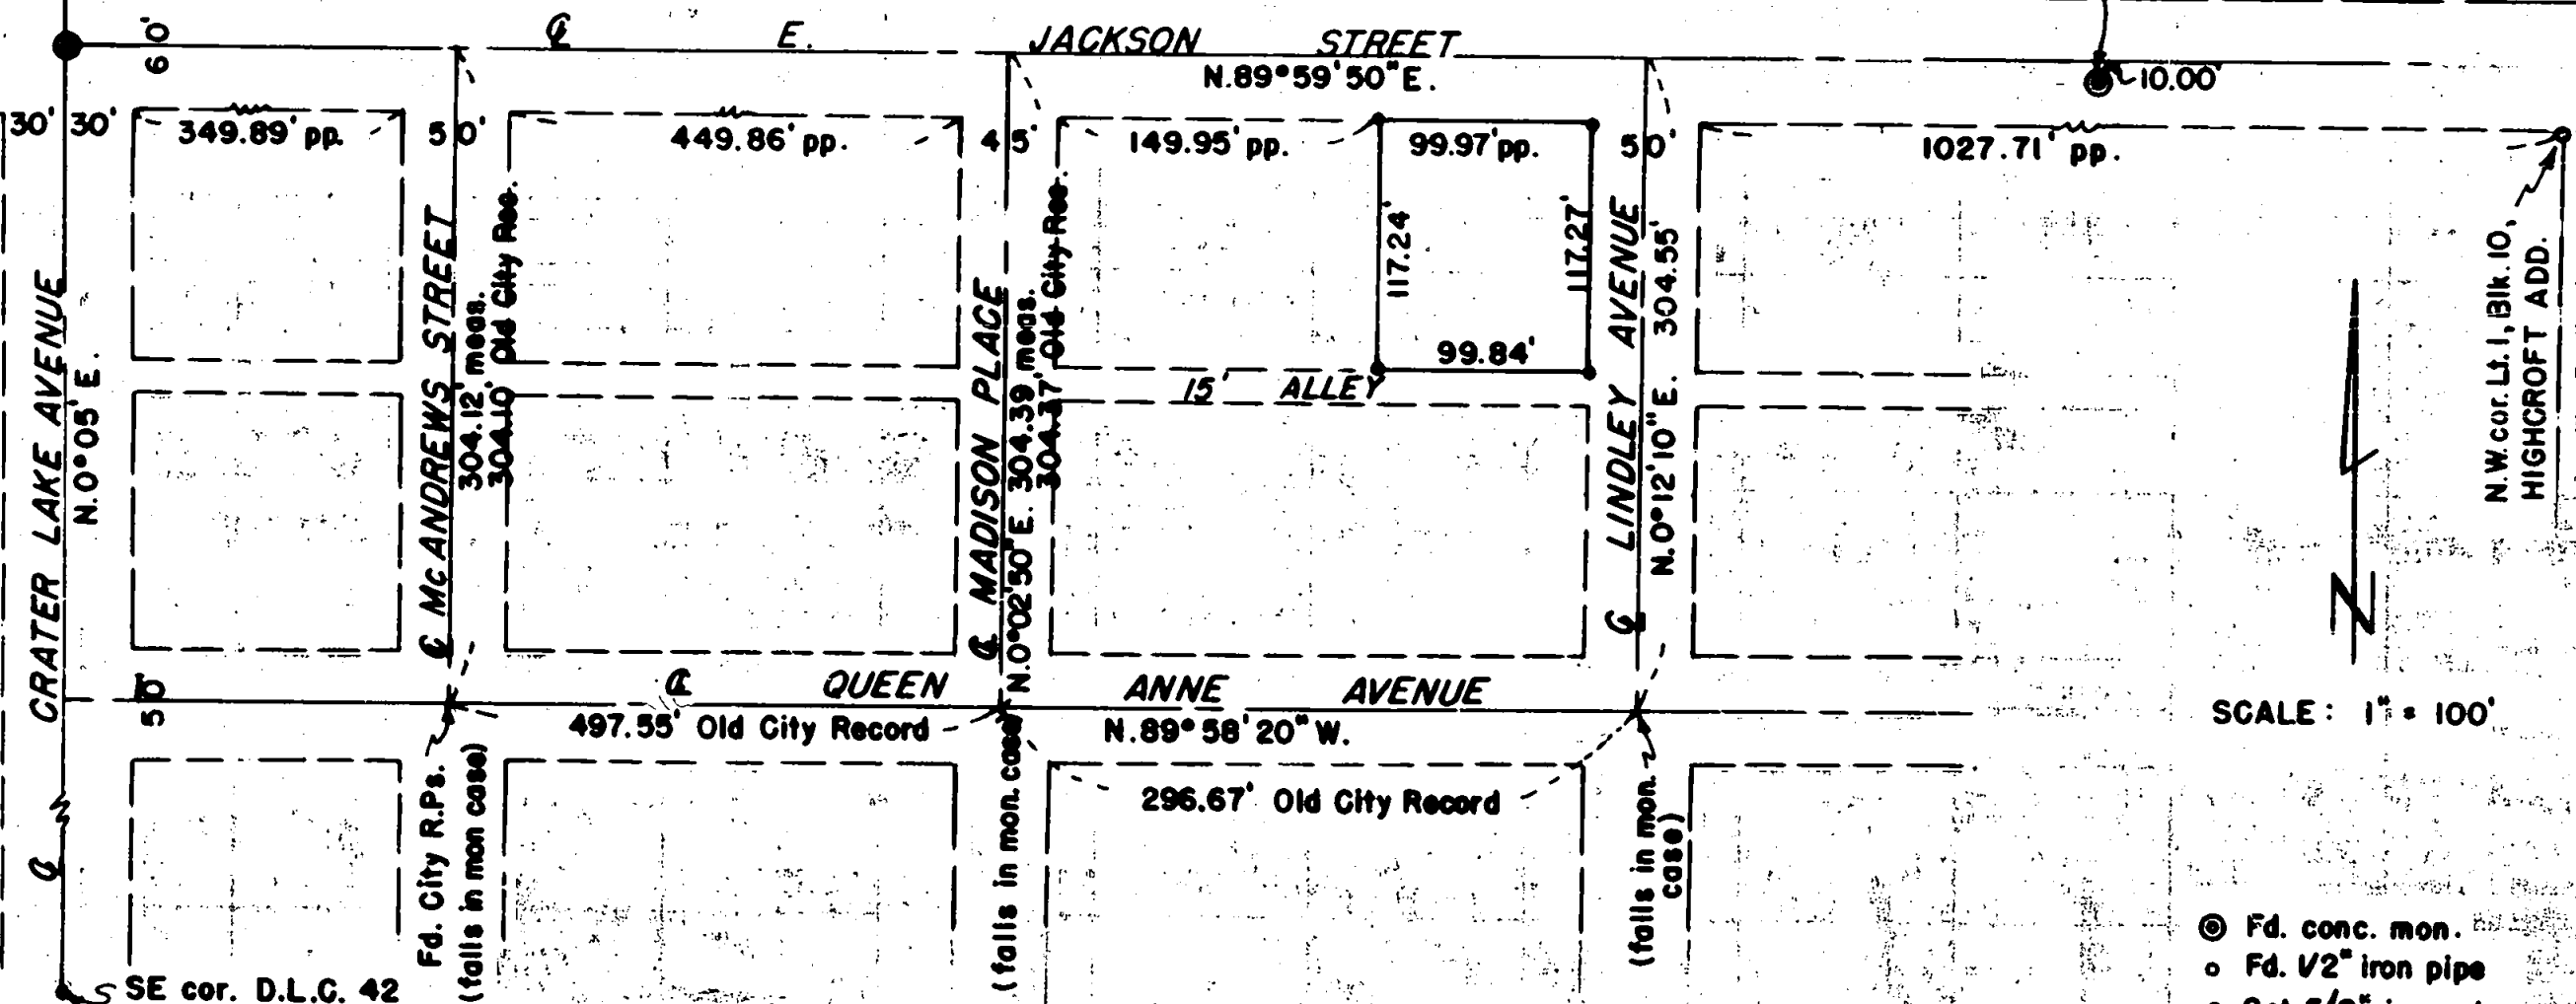 60'
℄ E. JACKSON STREET
N.89°59'50"E.
10.00'
30' 30'
349.89' pp.
50'
449.86' pp.
45'
149.95' pp.
99.97' pp.
50'
1027.71' pp.
117.24'
117.27'
99.84'
15' ALLEY
℄ CRATER LAKE AVENUE
N.0°05'E.
℄ McANDREWS STREET
304.12' meas.
304.10' Old City Rec.
℄ MADISON PLACE
N.0°02'50"E. 304.39' meas.
304.37' Old City Rec.
℄ LINDLEY AVENUE
N.0°12'10"E. 304.55'
N.W. cor. Lt. 1, Blk. 10,
HIGHCROFT ADD.
N
50'
℄ QUEEN ANNE AVENUE
497.55' Old City Record
N.89°58'20"W.
296.67' Old City Record
SCALE: 1" = 100'
Fd. City R.Ps.
(falls in mon case)
(falls in mon. case)
(falls in mon.
case)
SE cor. D.L.C. 42
Fd. conc. mon.
Fd. 1/2" iron pipe